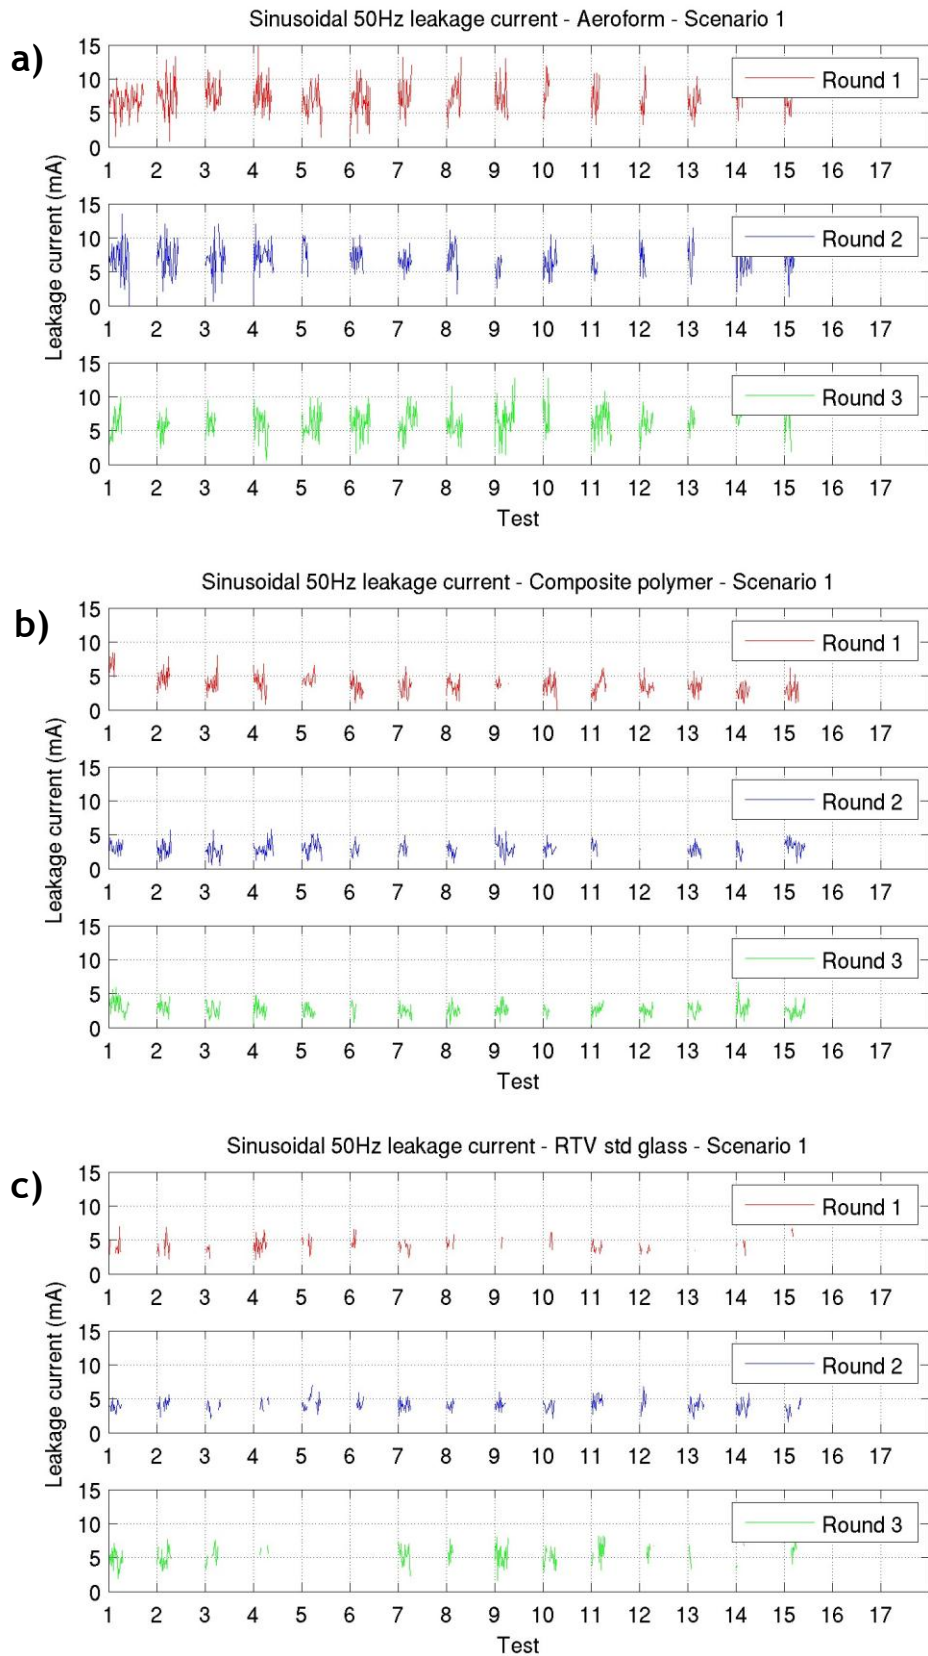 a)
Sinusoidal 50Hz leakage current - Aeroform - Scenario 1
Leakage current (mA)
15
10
5
0
Round 1
1 2 3 4 5 6 7 8 9 10 11 12 13 14 15 16 17
15
10
5
0
Round 2
1 2 3 4 5 6 7 8 9 10 11 12 13 14 15 16 17
15
10
5
0
Round 3
1 2 3 4 5 6 7 8 9 10 11 12 13 14 15 16 17
Test
b)
Sinusoidal 50Hz leakage current - Composite polymer - Scenario 1
Leakage current (mA)
15
10
5
0
Round 1
1 2 3 4 5 6 7 8 9 10 11 12 13 14 15 16 17
15
10
5
0
Round 2
1 2 3 4 5 6 7 8 9 10 11 12 13 14 15 16 17
15
10
5
0
Round 3
1 2 3 4 5 6 7 8 9 10 11 12 13 14 15 16 17
Test
c)
Sinusoidal 50Hz leakage current - RTV std glass - Scenario 1
Leakage current (mA)
15
10
5
0
Round 1
1 2 3 4 5 6 7 8 9 10 11 12 13 14 15 16 17
15
10
5
0
Round 2
1 2 3 4 5 6 7 8 9 10 11 12 13 14 15 16 17
15
10
5
0
Round 3
1 2 3 4 5 6 7 8 9 10 11 12 13 14 15 16 17
Test